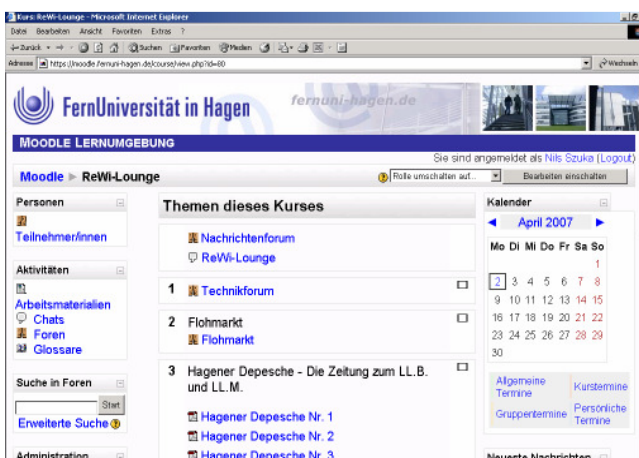 Kurs: ReWi-Lounge - Microsoft Internet Explorer
Datei Bearbeiten Ansicht Favoriten Extras ?
Zurück Suchen Favoriten Medien
Adresse https://moodle.fernuni-hagen.de/course/view.php?id=80 Wechseln
FernUniversität in Hagen
fernuni-hagen.de
MOODLE LERNUMGEBUNG
Sie sind angemeldet als Nils Szuka (Logout)
Moodle ► ReWi-Lounge
Rolle umschalten auf... Bearbeiten einschalten
Personen
Teilnehmer/innen
Aktivitäten
Arbeitsmaterialien
Chats
Foren
Glossare
Suche in Foren
Start
Erweiterte Suche
Administration
Themen dieses Kurses
Nachrichtenforum
ReWi-Lounge
1 Technikforum
2 Flohmarkt
Flohmarkt
3 Hagener Depesche - Die Zeitung zum LL.B.
und LL.M.
Hagener Depesche Nr. 1
Hagener Depesche Nr. 2
Hagener Depesche Nr. 3
Kalender
◄ April 2007 ►
Mo Di Mi Do Fr Sa So
1
2 3 4 5 6 7 8
9 10 11 12 13 14 15
16 17 18 19 20 21 22
23 24 25 26 27 28 29
30
Allgemeine Termine
Kurstermine
Gruppentermine
Persönliche Termine
Neueste Nachrichten